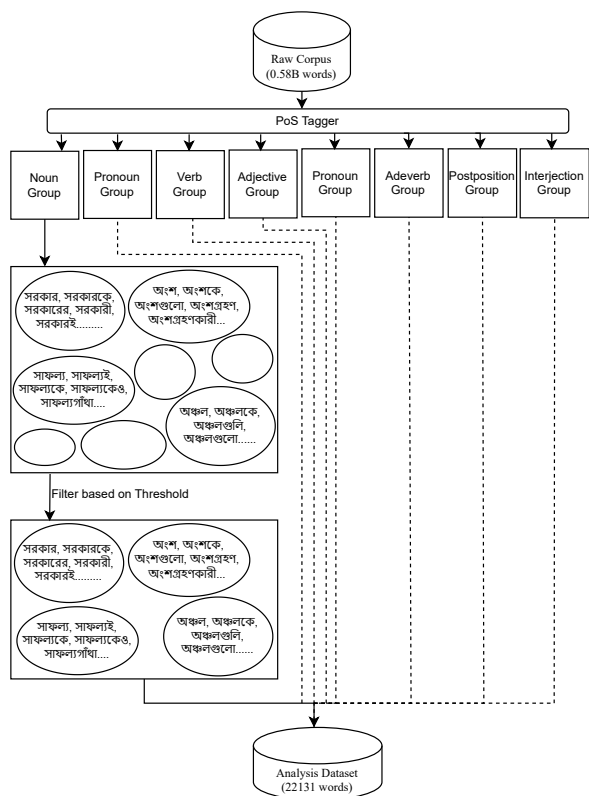 Raw Corpus
(0.58B words)
PoS Tagger
Noun
Group
Pronoun
Group
Verb
Group
Adjective
Group
Pronoun
Group
Adeverb
Group
Postposition
Group
Interjection
Group
সরকার, সরকারকে,
সরকারের, সরকারী,
সরকারই.........
অংশ, অংশকে,
অংশগুলো, অংশগ্রহণ,
অংশগ্রহণকারী...
সাফল্য, সাফল্যই,
সাফল্যকে, সাফল্যকেও,
সাফল্যগাঁথা....
অঞ্চল, অঞ্চলকে,
অঞ্চলগুলি,
অঞ্চলগুলো......
Filter based on Threshold
সরকার, সরকারকে,
সরকারের, সরকারী,
সরকারই.........
অংশ, অংশকে,
অংশগুলো, অংশগ্রহণ,
অংশগ্রহণকারী...
সাফল্য, সাফল্যই,
সাফল্যকে, সাফল্যকেও,
সাফল্যগাঁথা....
অঞ্চল, অঞ্চলকে,
অঞ্চলগুলি,
অঞ্চলগুলো......
Analysis Dataset
(22131 words)